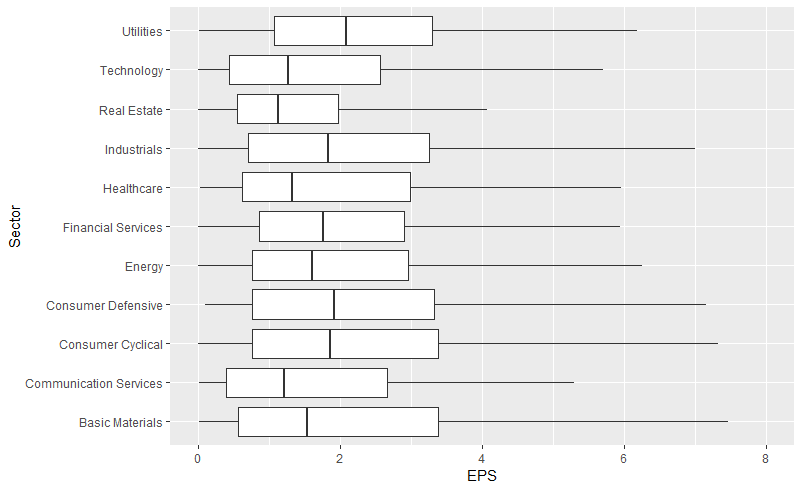 Utilities
Technology
Real Estate
Industrials
Healthcare
Financial Services
Energy
Consumer Defensive
Consumer Cyclical
Communication Services
Basic Materials
Sector
0 2 4 6 8
EPS